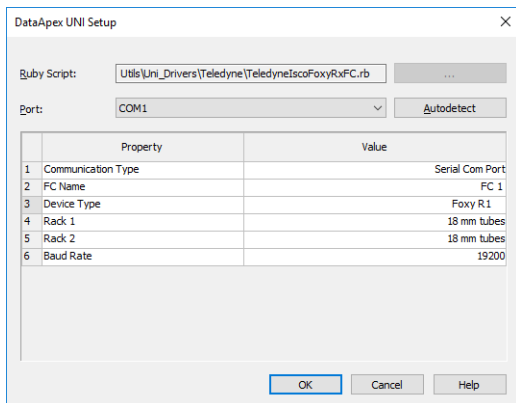 DataApex UNI Setup
Ruby Script: Utils\Uni_Drivers\Teledyne\TeledyneIscoFoxyRxFC.rb ...
Port: COM1 Autodetect
Property Value
1 Communication Type Serial Com Port
2 FC Name FC 1
3 Device Type Foxy R1
4 Rack 1 18 mm tubes
5 Rack 2 18 mm tubes
6 Baud Rate 19200
OK Cancel Help